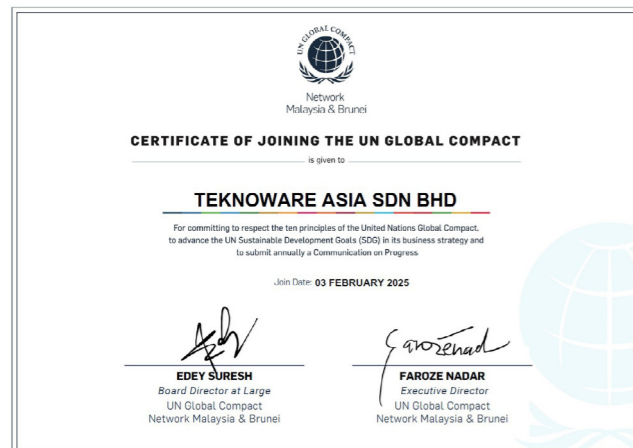 UN GLOBAL COMPACT
Network
Malaysia & Brunei
CERTIFICATE OF JOINING THE UN GLOBAL COMPACT
is given to
TEKNOWARE ASIA SDN BHD
For committing to respect the ten principles of the United Nations Global Compact,
to advance the UN Sustainable Development Goals (SDG) in its business strategy and
to submit annually a Communication on Progress
Join Date: 03 FEBRUARY 2025
EDEY SURESH
Board Director at Large
UN Global Compact
Network Malaysia & Brunei
FAROZE NADAR
Executive Director
UN Global Compact
Network Malaysia & Brunei